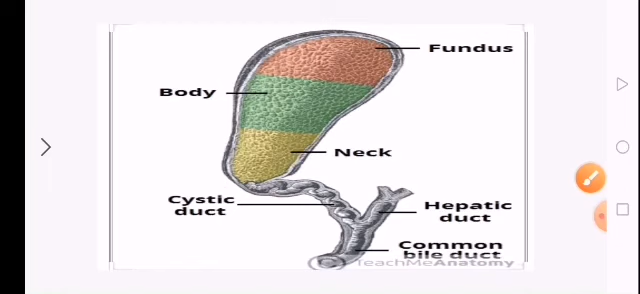 Fundus
Body
Neck
Cystic
duct
Hepatic
duct
Common
bile duct
TeachMeAnatomy